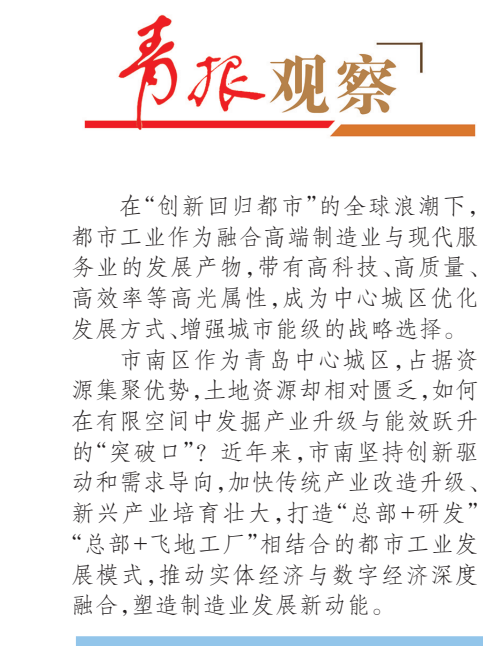 青报观察
在“创新回归都市”的全球浪潮下，
都市工业作为融合高端制造业与现代服
务业的发展产物，带有高科技、高质量、
高效率等高光属性，成为中心城区优化
发展方式、增强城市能级的战略选择。
市南区作为青岛中心城区，占据资
源集聚优势，土地资源却相对匮乏，如何
在有限空间中发掘产业升级与能效跃升
的“突破口”？近年来，市南坚持创新驱
动和需求导向，加快传统产业改造升级、
新兴产业培育壮大，打造“总部+研发”
“总部+飞地工厂”相结合的都市工业发
展模式，推动实体经济与数字经济深度
融合，塑造制造业发展新动能。